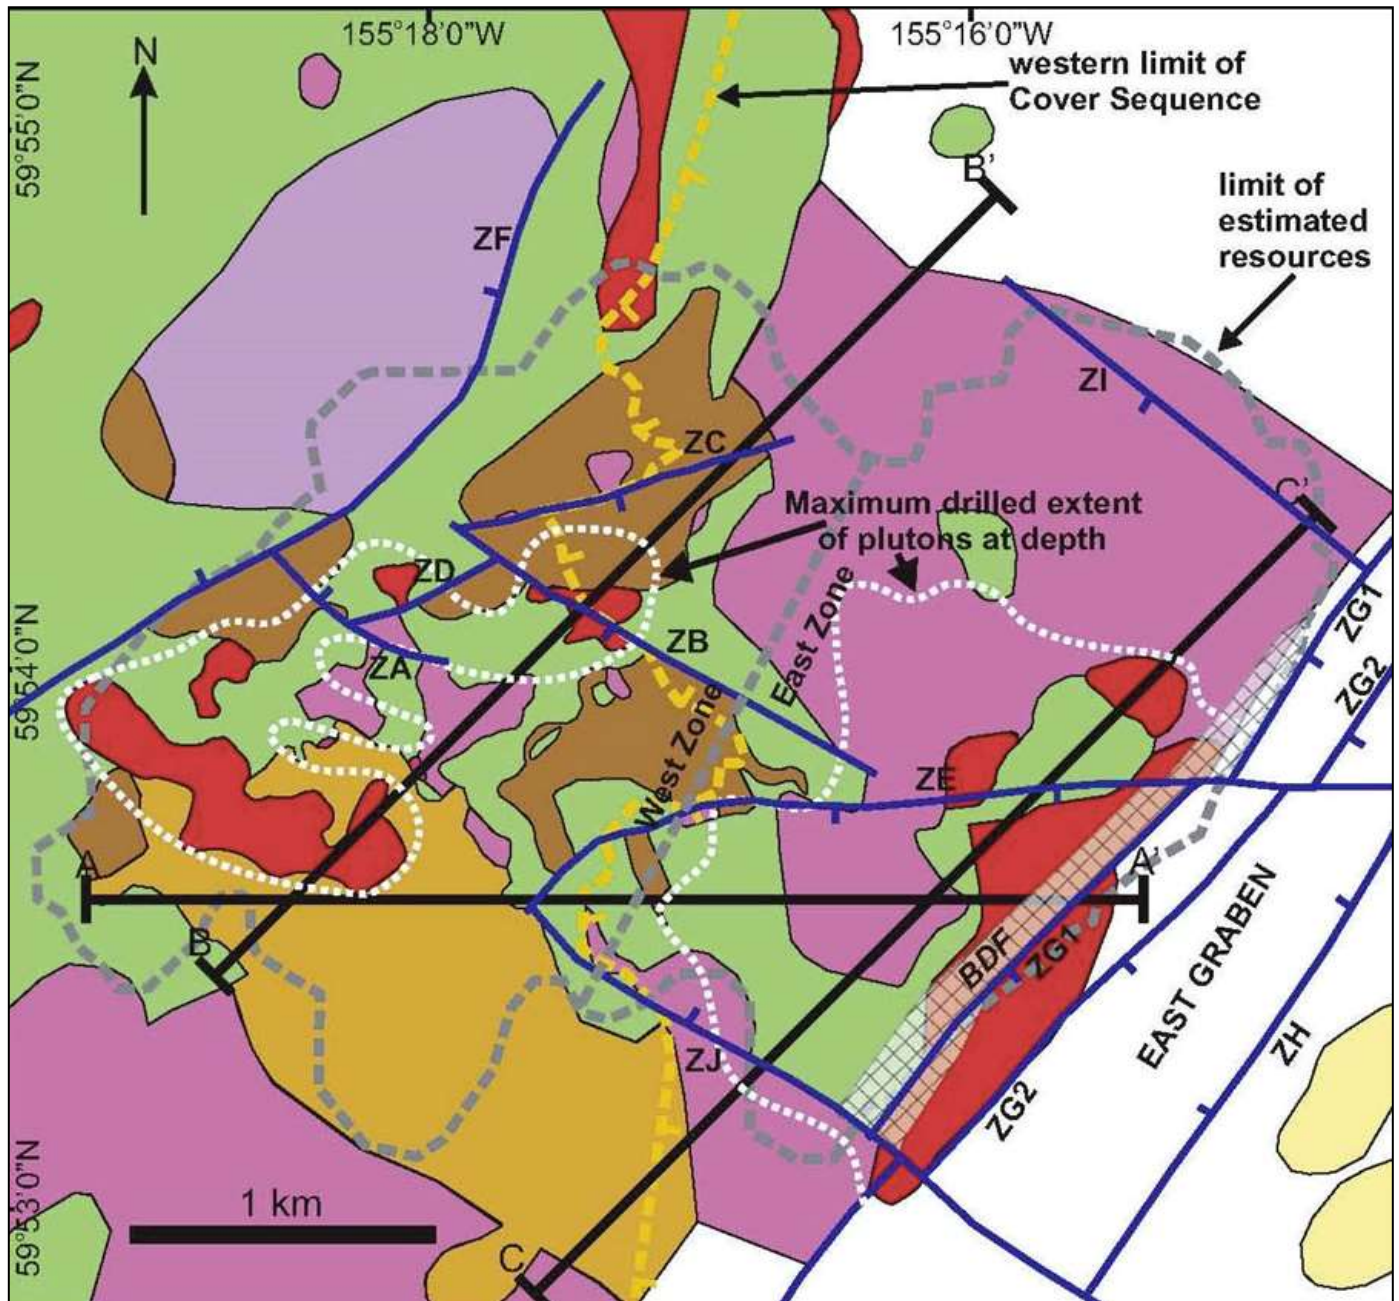 155°18'0"W
155°16'0"W
N
59°55'0"N
western limit of
Cover Sequence
B'
limit of
estimated
resources
ZF
ZI
ZC
C'
Maximum drilled extent
of plutons at depth
ZD
ZG1
59°54'0"N
ZB
East Zone
ZA
ZG2
West Zone
ZE
A
A'
B
BDF
ZG1
EAST GRABEN
ZH
ZJ
ZG2
59°53'0"N
1 km
C